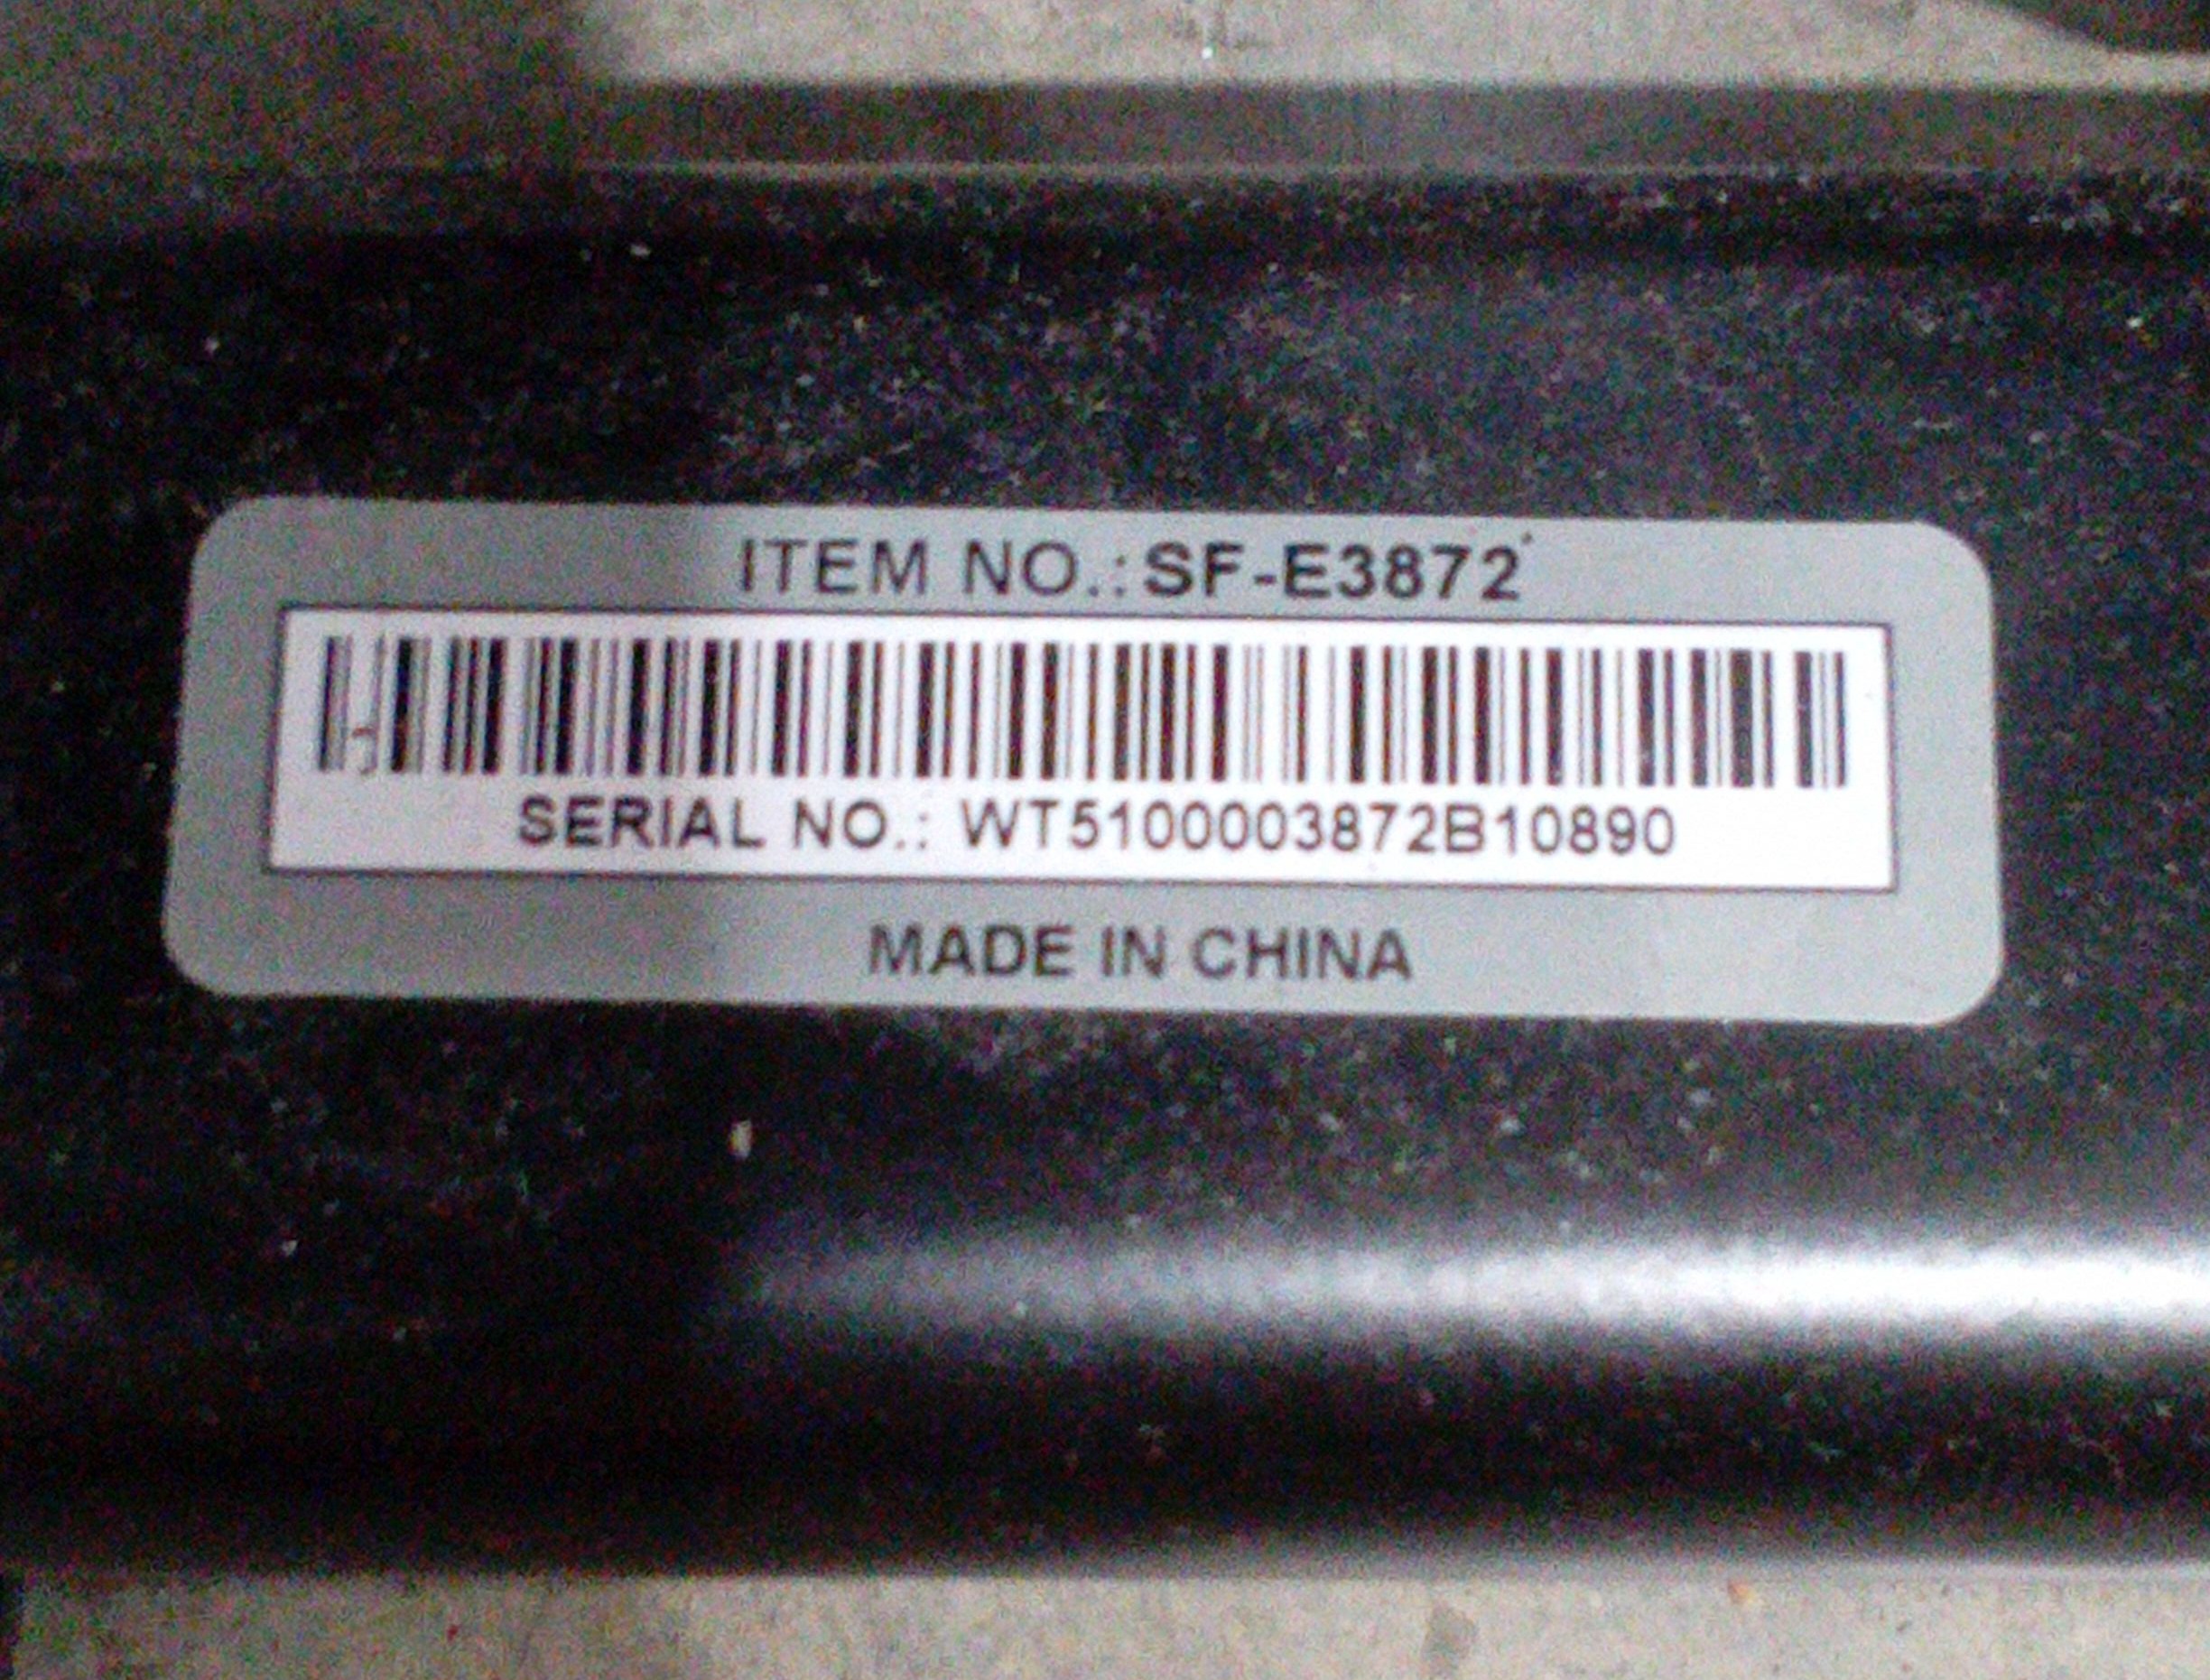 ITEM NO.: SF-E3872
SERIAL NO.: WT5100003872B10890
MADE IN CHINA